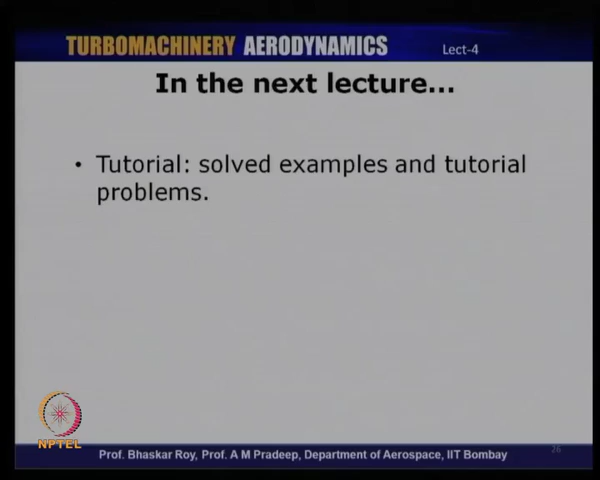 TURBOMACHINERY AERODYNAMICS Lect-4
In the next lecture...
• Tutorial: solved examples and tutorial
problems.
NPTEL
Prof. Bhaskar Roy, Prof. A M Pradeep, Department of Aerospace, IIT Bombay
26